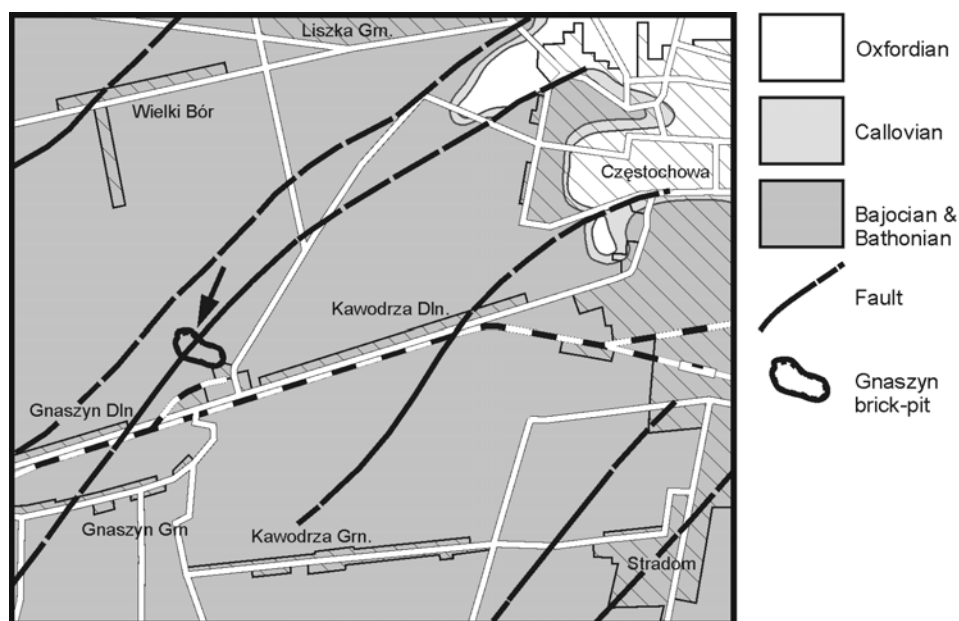 Liszka Grn.
Wielki Bór
Częstochowa
Kawodrza Dln.
Gnaszyn Dln
Gnaszyn Grn
Kawodrza Grn.
Stradom
Oxfordian
Callovian
Bajocian &
Bathonian
Fault
Gnaszyn
brick-pit